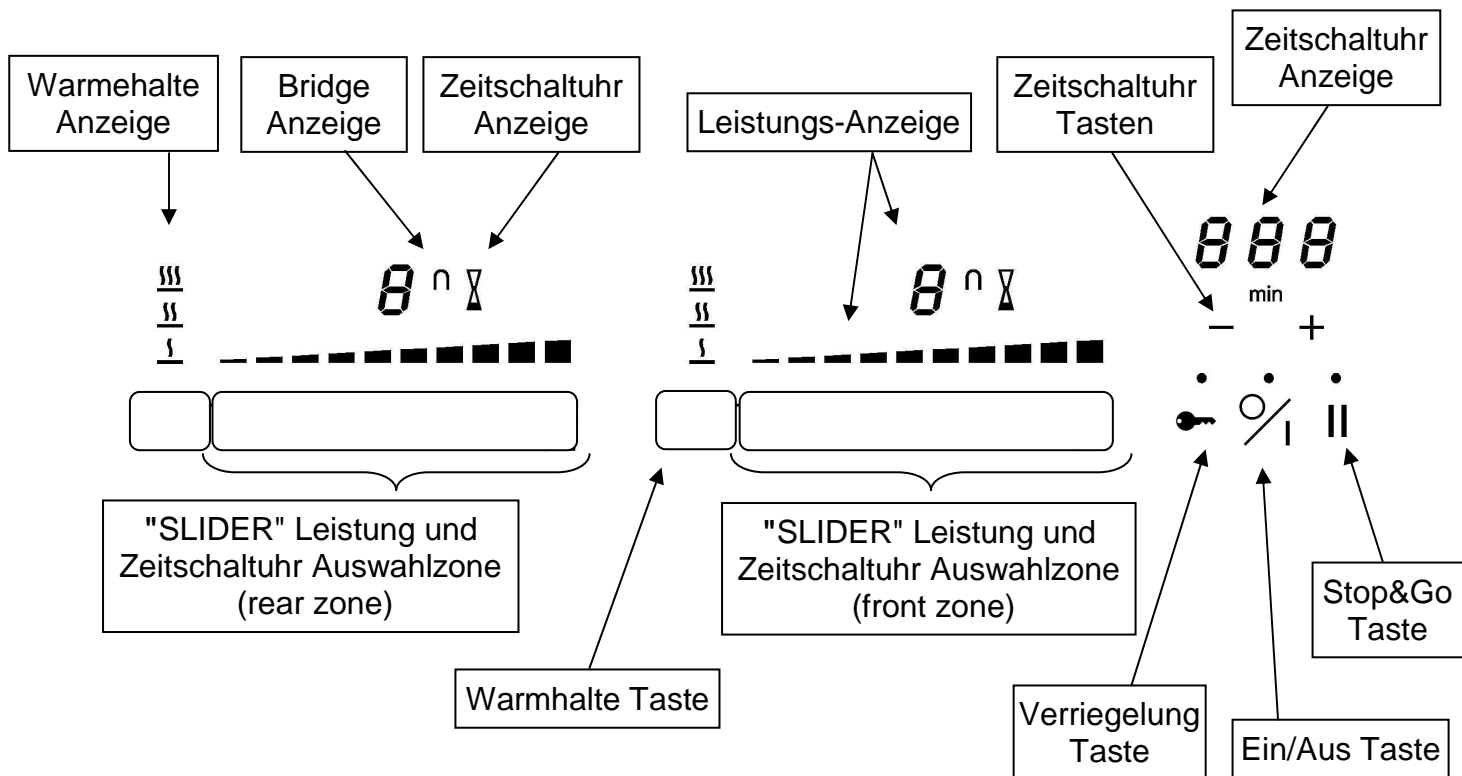 Warmehalte
Anzeige
Bridge
Anzeige
Zeitschaltuhr
Anzeige
Leistungs-Anzeige
Zeitschaltuhr
Tasten
Zeitschaltuhr
Anzeige
8
8
888
min
− +
"SLIDER" Leistung und
Zeitschaltuhr Auswahlzone
(rear zone)
"SLIDER" Leistung und
Zeitschaltuhr Auswahlzone
(front zone)
Warmhalte Taste
Verriegelung
Taste
Ein/Aus Taste
Stop&Go
Taste